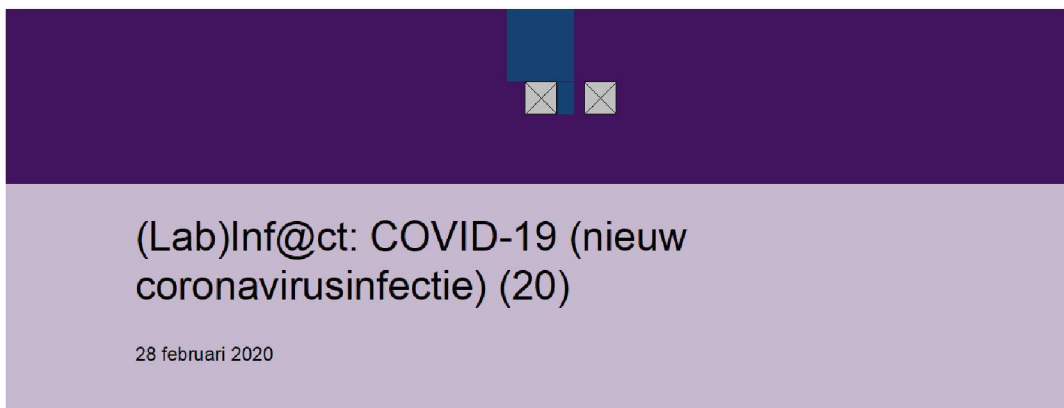 (Lab)Inf@ct: COVID-19 (nieuw
coronavirusinfectie) (20)
28 februari 2020